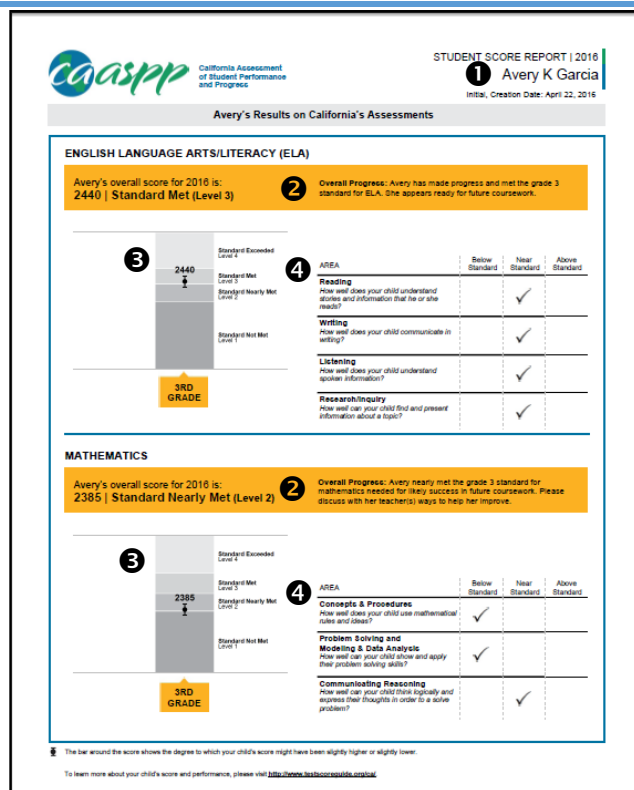 caaspp
California Assessment
of Student Performance
and Progress
STUDENT SCORE REPORT | 2016
1 Avery K Garcia
Initial, Creation Date: April 22, 2016
Avery's Results on California's Assessments
ENGLISH LANGUAGE ARTS/LITERACY (ELA)
Avery's overall score for 2016 is:
2440 | Standard Met (Level 3)
2
Overall Progress: Avery has made progress and met the grade 3
standard for ELA. She appears ready for future coursework.
3
2440
Standard Exceeded
Level 4
Standard Met
Level 3
Standard Nearly Met
Level 2
Standard Not Met
Level 1
3RD
GRADE
4
AREA
Below
Standard
Near
Standard
Above
Standard
Reading
How well does your child understand
stories and information that he or she
reads?
Writing
How well does your child communicate in
writing?
Listening
How well does your child understand
spoken information?
Research/Inquiry
How well can your child find and present
information about a topic?
MATHEMATICS
Avery's overall score for 2016 is:
2385 | Standard Nearly Met (Level 2)
2
Overall Progress: Avery nearly met the grade 3 standard for
mathematics needed for likely success in future coursework. Please
discuss with her teacher(s) ways to help her improve.
3
2385
Standard Exceeded
Level 4
Standard Met
Level 3
Standard Nearly Met
Level 2
Standard Not Met
Level 1
3RD
GRADE
4
AREA
Below
Standard
Near
Standard
Above
Standard
Concepts & Procedures
How well does your child use mathematical
rules and ideas?
Problem Solving and
Modeling & Data Analysis
How well can your child show and apply
their problem solving skills?
Communicating Reasoning
How well can your child think logically and
express their thoughts in order to a solve
problem?
The bar around the score shows the degree to which your child's score might have been slightly higher or slightly lower.
To learn more about your child's score and performance, please visit http://www.testscoreguide.org/ca/.